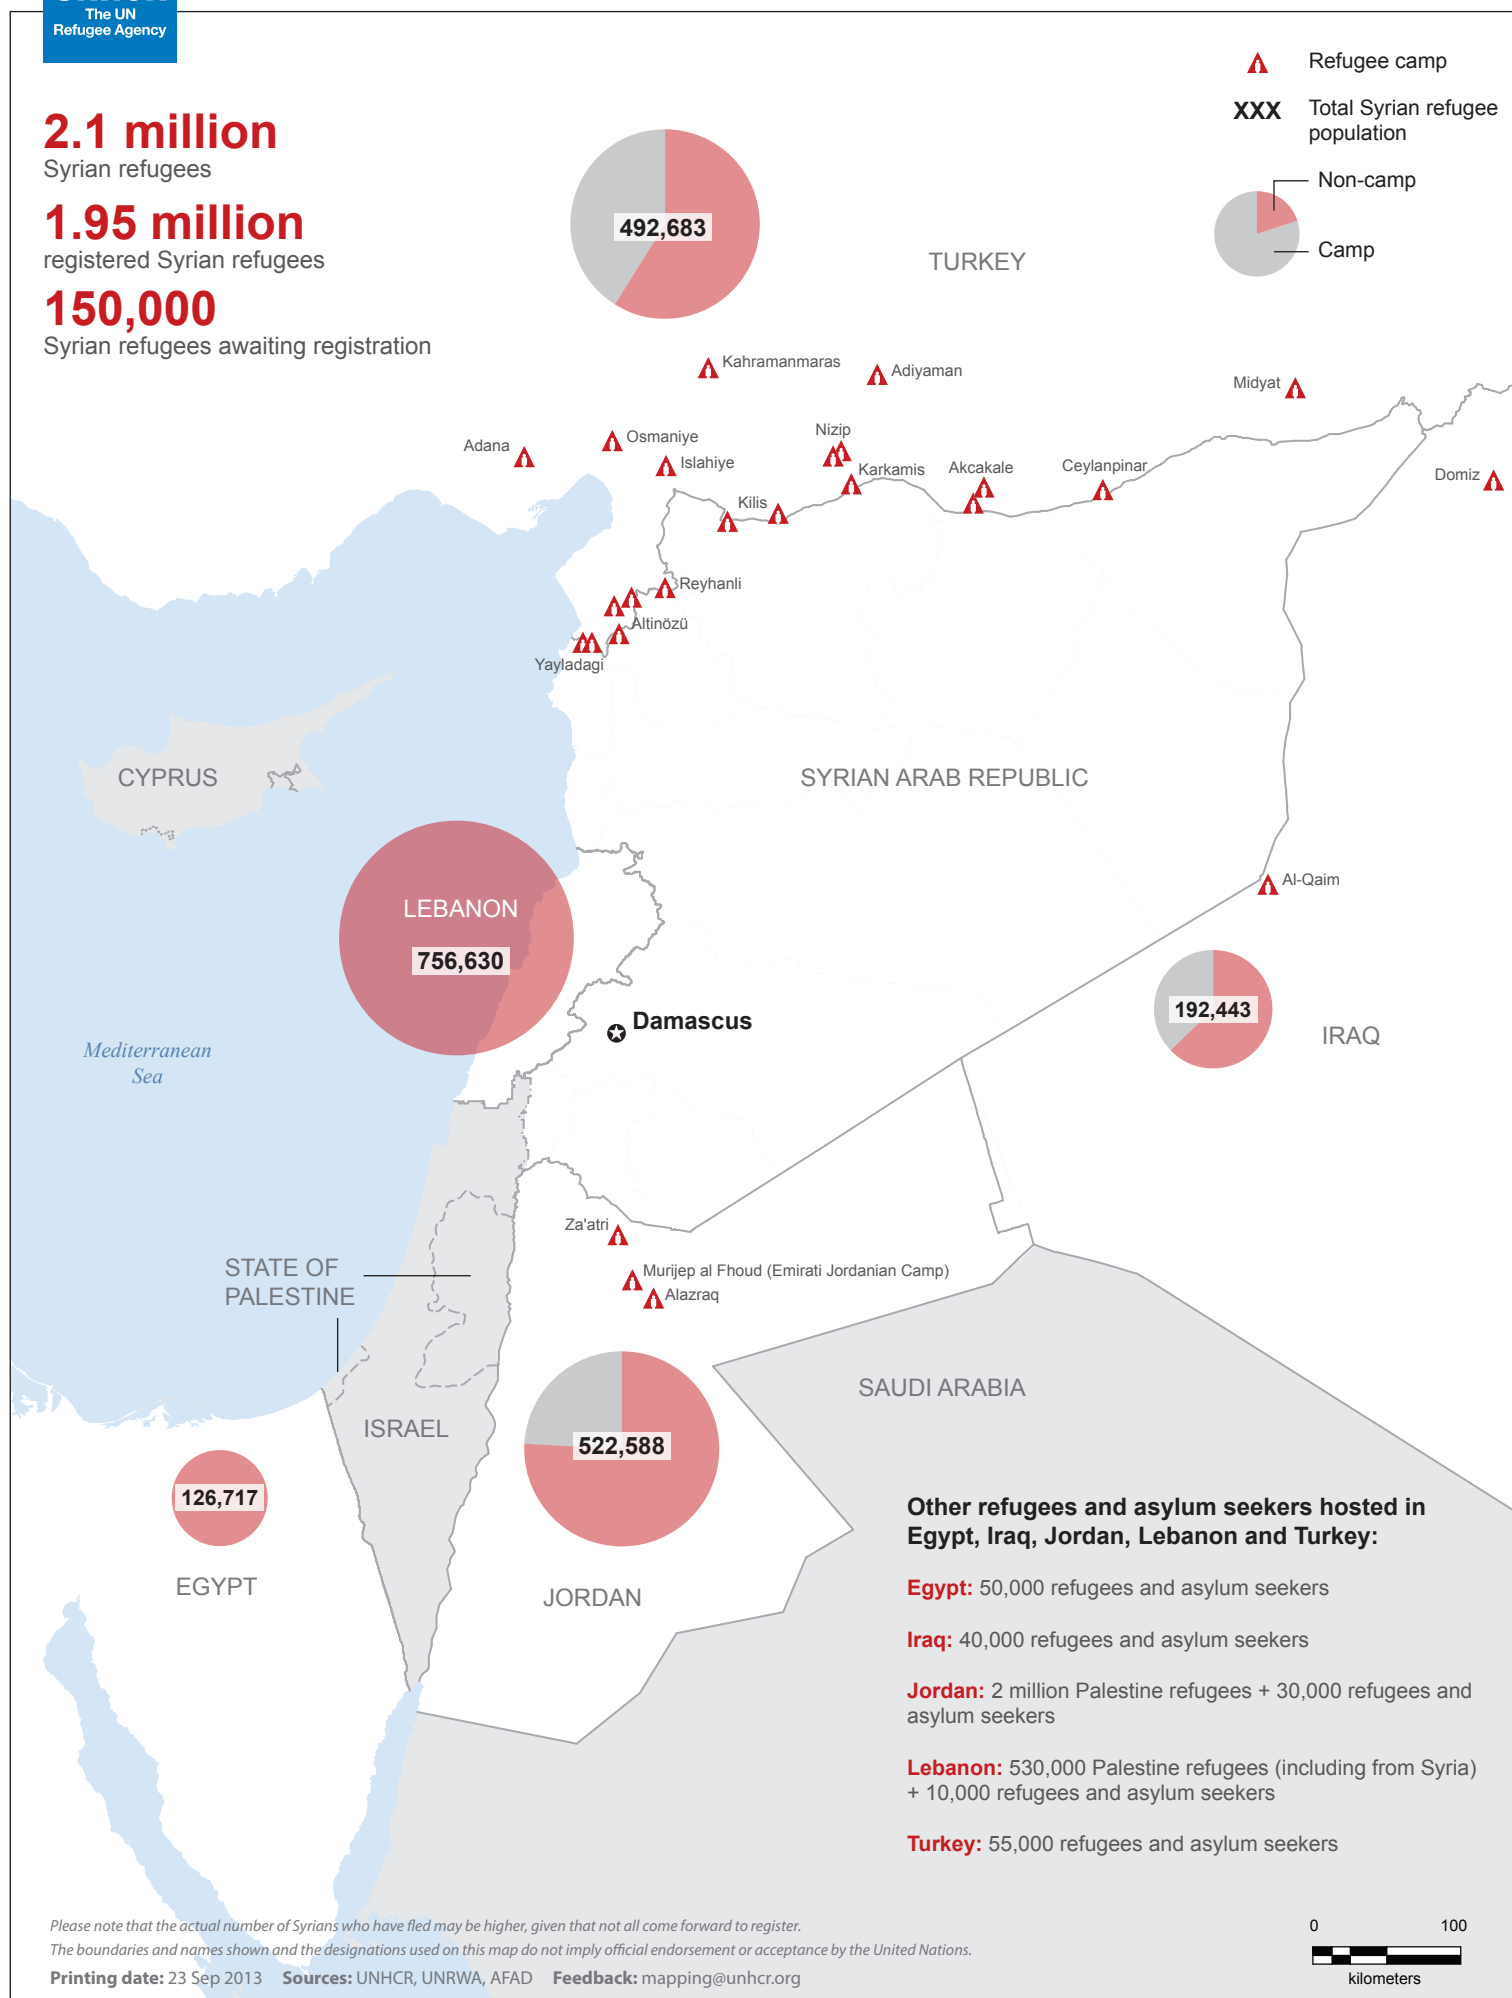 The UN
Refugee Agency
2.1 million
Syrian refugees
1.95 million
registered Syrian refugees
150,000
Syrian refugees awaiting registration
Refugee camp
XXX
Total Syrian refugee
population
Non-camp
Camp
492,683
TURKEY
Kahramanmaras
Adiyaman
Midyat
Adana
Osmaniye
Islahiye
Nizip
Karkamis
Akcakale
Ceylanpinar
Domiz
Kilis
Reyhanli
Altinözü
Yayladagi
CYPRUS
SYRIAN ARAB REPUBLIC
LEBANON
756,630
Al-Qaim
192,443
IRAQ
Damascus
Mediterranean
Sea
Za'atri
Murijep al Fhoud (Emirati Jordanian Camp)
Alazraq
STATE OF
PALESTINE
SAUDI ARABIA
ISRAEL
522,588
126,717
EGYPT
JORDAN
Other refugees and asylum seekers hosted in
Egypt, Iraq, Jordan, Lebanon and Turkey:
Egypt: 50,000 refugees and asylum seekers
Iraq: 40,000 refugees and asylum seekers
Jordan: 2 million Palestine refugees + 30,000 refugees and
asylum seekers
Lebanon: 530,000 Palestine refugees (including from Syria)
+ 10,000 refugees and asylum seekers
Turkey: 55,000 refugees and asylum seekers
Please note that the actual number of Syrians who have fled may be higher, given that not all come forward to register.
The boundaries and names shown and the designations used on this map do not imply official endorsement or acceptance by the United Nations.
Printing date: 23 Sep 2013 Sources: UNHCR, UNRWA, AFAD Feedback: mapping@unhcr.org
0 100
kilometers